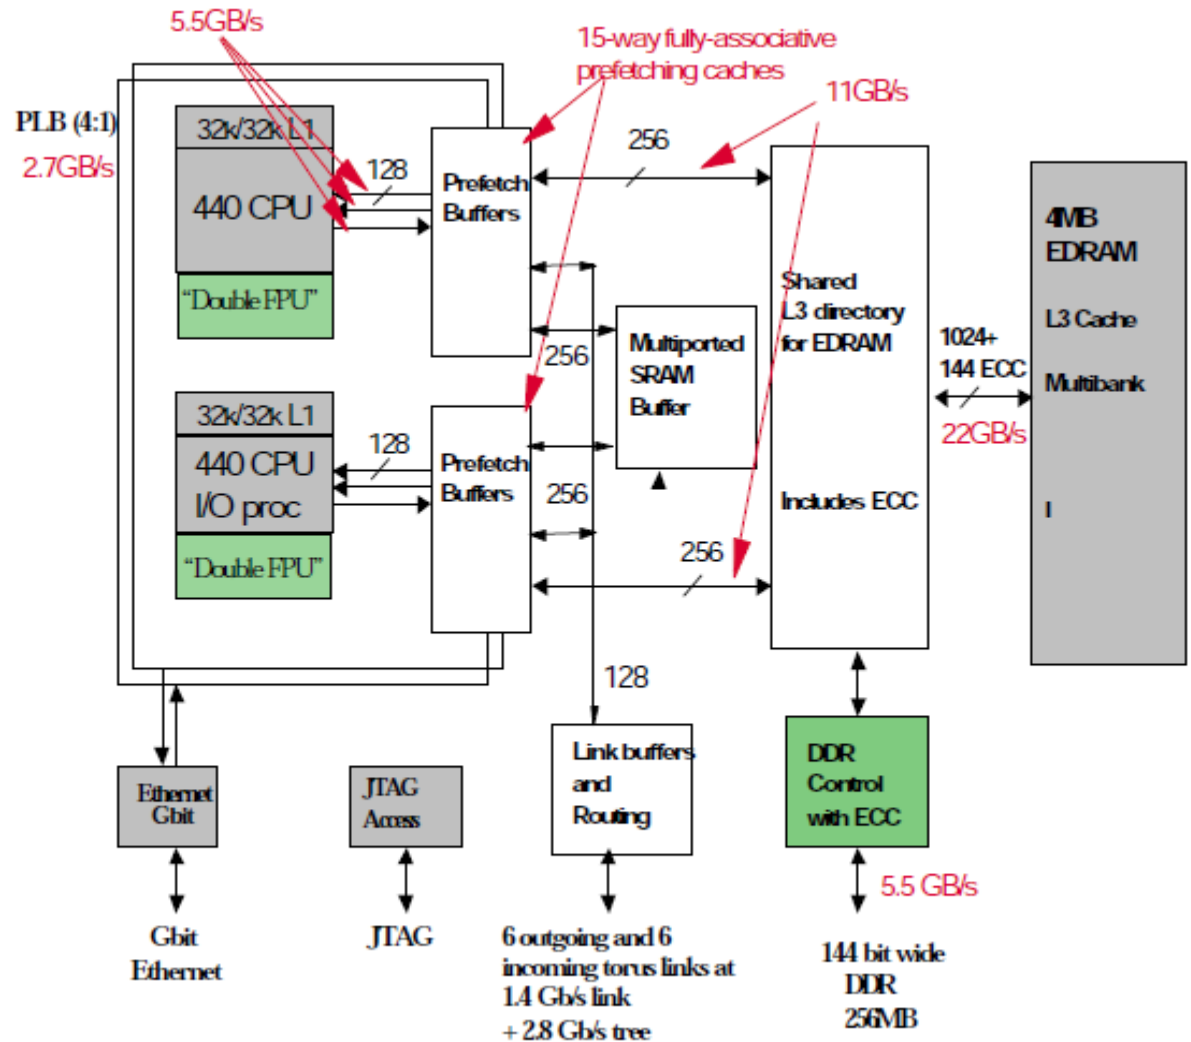 5.5GB/s
15-way fully-associative
prefetching caches
11GB/s
PLB (4:1)
2.7GB/s
32k/32k L1
440 CPU
"Double FPU"
128
Prefetch
Buffers
256
256
Multiported
SRAM
Buffer
Shared
L3 directory
for EDRAM
Includes ECC
1024+
144 ECC
22GB/s
4MB
EDRAM
L3 Cache
Multibank
l
32k/32k L1
440 CPU
I/O proc
"Double FPU"
128
Prefetch
Buffers
256
256
128
Ethernet
Gbit
JTAG
Access
Link buffers
and
Routing
DDR
Control
with ECC
5.5 GB/s
Gbit
Ethernet
JTAG
6 outgoing and 6
incoming torus links at
1.4 Gb/s link
+ 2.8 Gb/s tree
144 bit wide
DDR
256MB